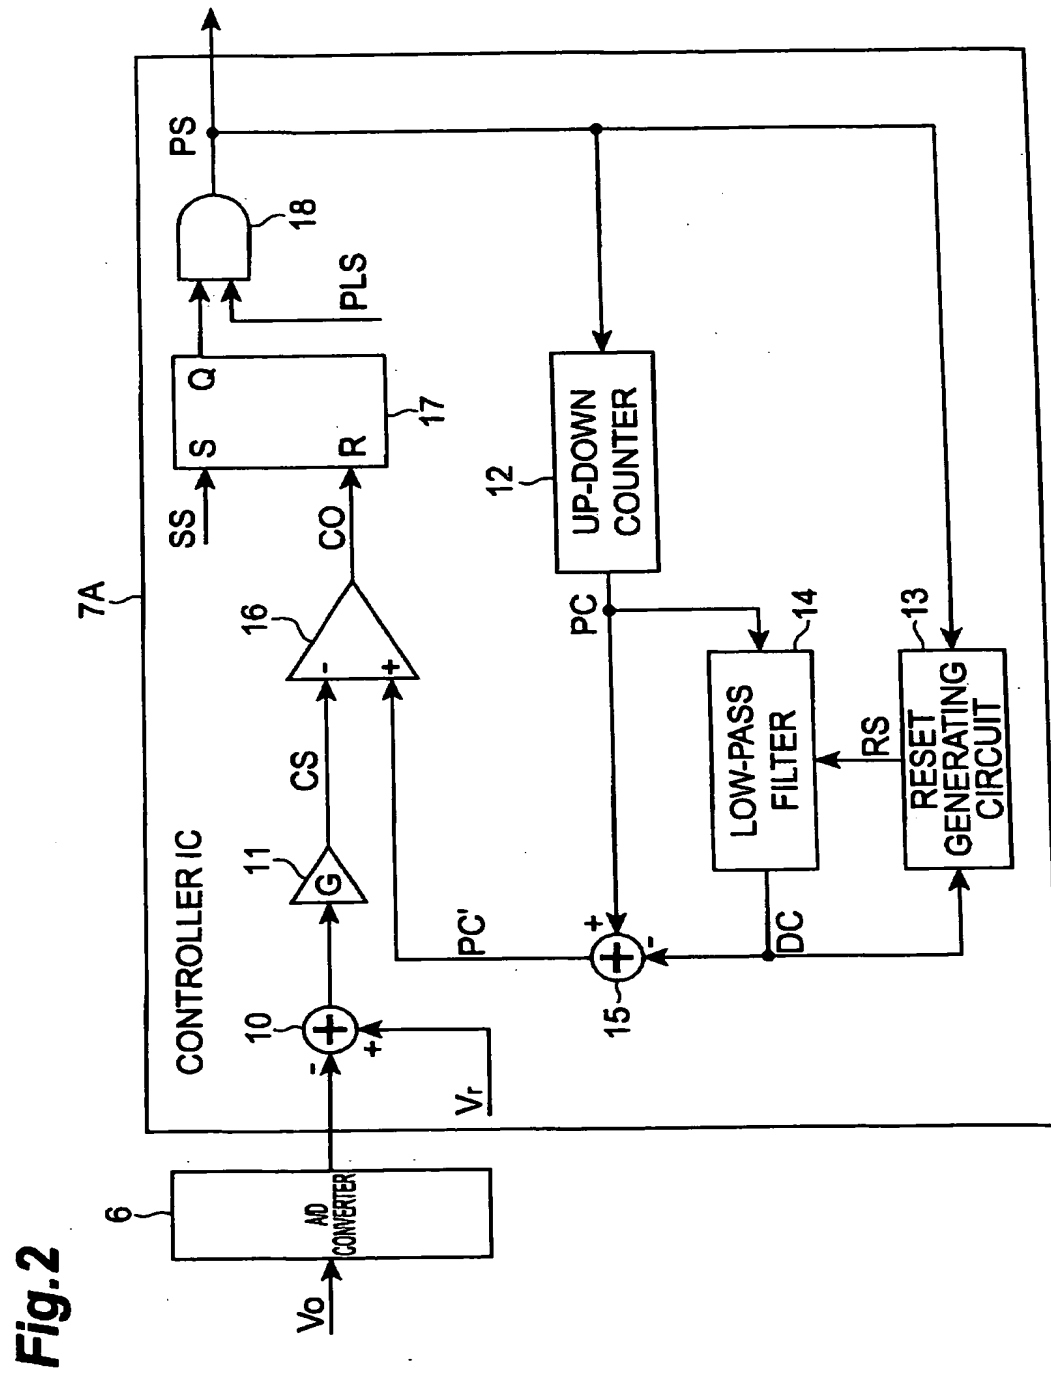 Fig.2
7A
CONTROLLER IC
Vo
6
A/D
CONVERTER
-
10
+
Vr
11
G
CS
16
-
+
CO
SS
S
Q
R
17
PLS
18
PS
PC'
15
+
-
PC
12
UP-DOWN
COUNTER
DC
LOW-PASS
FILTER
14
RS
RESET
GENERATING
CIRCUIT
13